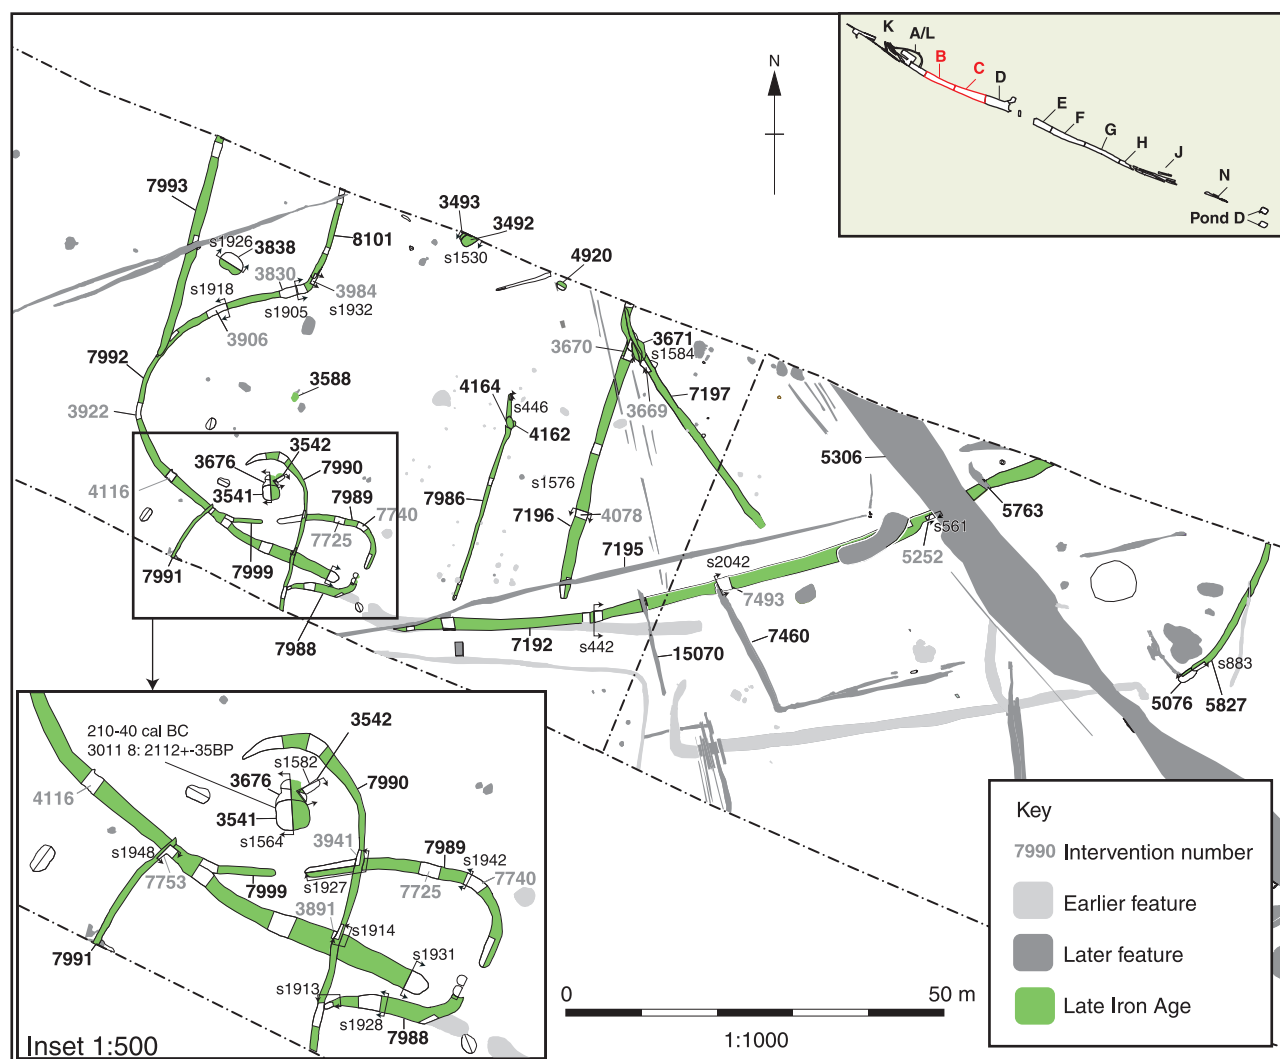 K
A/L
B
C
D
E
F
G
H
J
N
Pond D
N
7993
s1926
3838
3830
8101
3984
s1918
s1905
s1932
3906
7992
3922
3588
3493
3492
s1530
4920
3670
3671
s1584
3669
7197
4164
s446
4162
7986
s1576
7196
4078
7195
5306
5763
s561
5252
s2042
7493
7460
15070
7192
s442
s883
5076
5827
3542
3676
7990
3541
7989
7740
7725
4116
7991
7999
7988
210-40 cal BC
3011 8: 2112+-35BP
3542
s1582
3676
7990
3541
s1564
4116
3941
7989
s1942
7740
7725
s1948
7753
7999
s1927
3891
s1914
s1931
7991
s1913
s1928
7988
Inset 1:500
0
50 m
1:1000
Key
7990 Intervention number
Earlier feature
Later feature
Late Iron Age